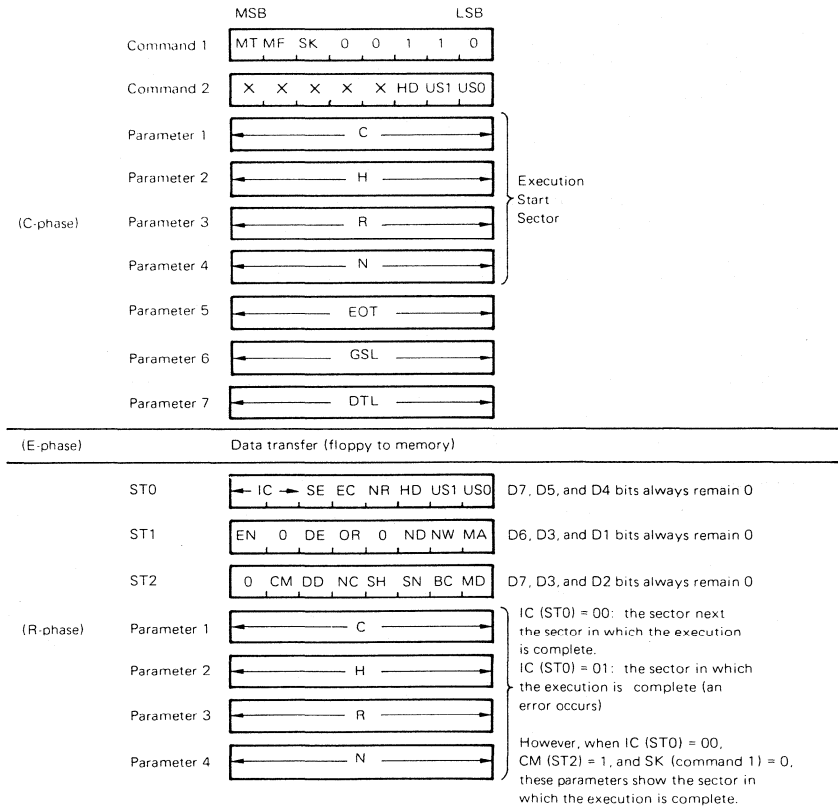 MSB LSB
Command 1 MT MF SK 0 0 1 1 0
Command 2 × × × × × HD US1 US0
Parameter 1 C
Parameter 2 H
Execution
Start
Sector
(C-phase) Parameter 3 R
Parameter 4 N
Parameter 5 EOT
Parameter 6 GSL
Parameter 7 DTL
(E-phase) Data transfer (floppy to memory)
ST0 IC SE EC NR HD US1 US0 D7, D5, and D4 bits always remain 0
ST1 EN 0 DE OR 0 ND NW MA D6, D3, and D1 bits always remain 0
ST2 0 CM DD NC SH SN BC MD D7, D3, and D2 bits always remain 0
(R-phase) Parameter 1 C
Parameter 2 H
Parameter 3 R
Parameter 4 N
IC (ST0) = 00: the sector next
the sector in which the execution
is complete.
IC (ST0) = 01: the sector in which
the execution is complete (an
error occurs)
However, when IC (ST0) = 00,
CM (ST2) = 1, and SK (command 1) = 0,
these parameters show the sector in
which the execution is complete.